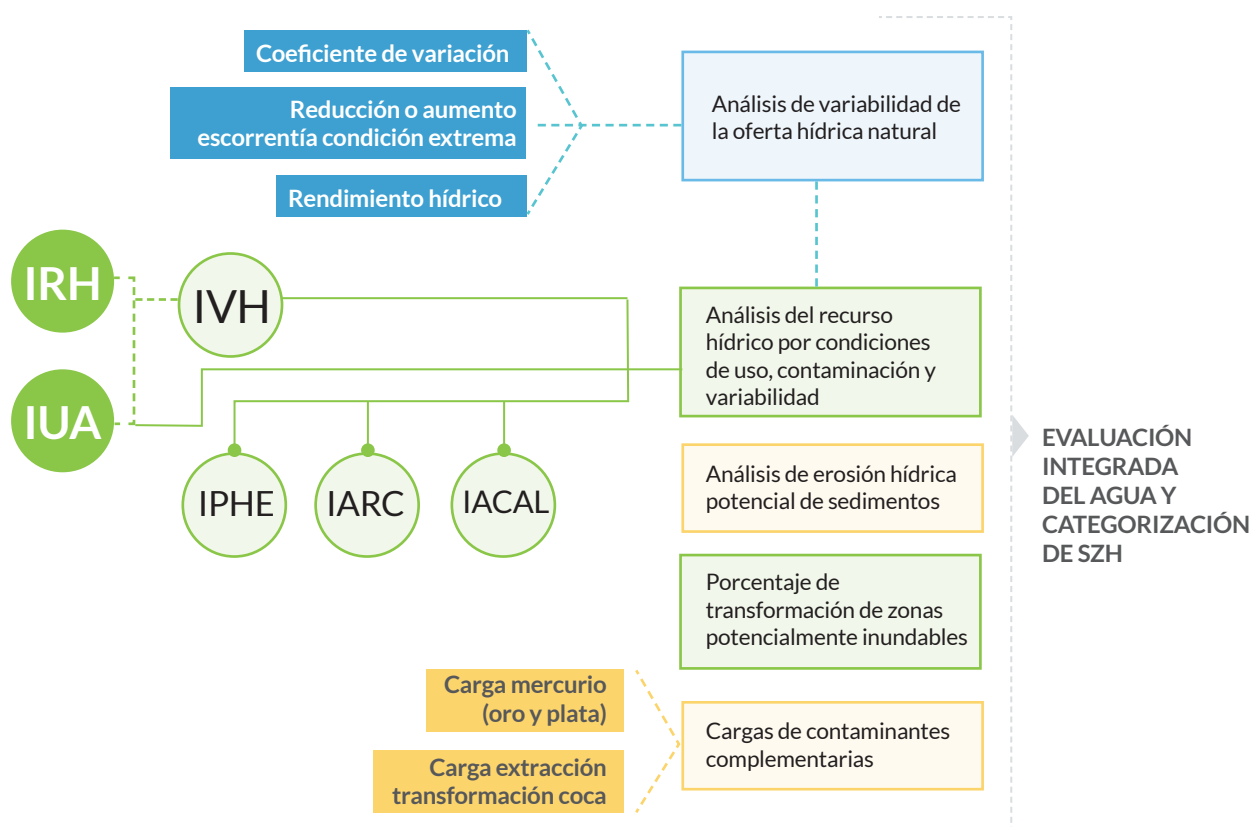 Coeficiente de variación
Reducción o aumento
escorrentía condición extrema
Rendimiento hídrico
Análisis de variabilidad de
la oferta hídrica natural
IRH
IVH
IUA
IPHE
IARC
IACAL
Análisis del recurso
hídrico por condiciones
de uso, contaminación y
variabilidad
Análisis de erosión hídrica
potencial de sedimentos
Porcentaje de
transformación de zonas
potencialmente inundables
Carga mercurio
(oro y plata)
Carga extracción
transformación coca
Cargas de contaminantes
complementarias
EVALUACIÓN
INTEGRADA
DEL AGUA Y
CATEGORIZACIÓN
DE SZH